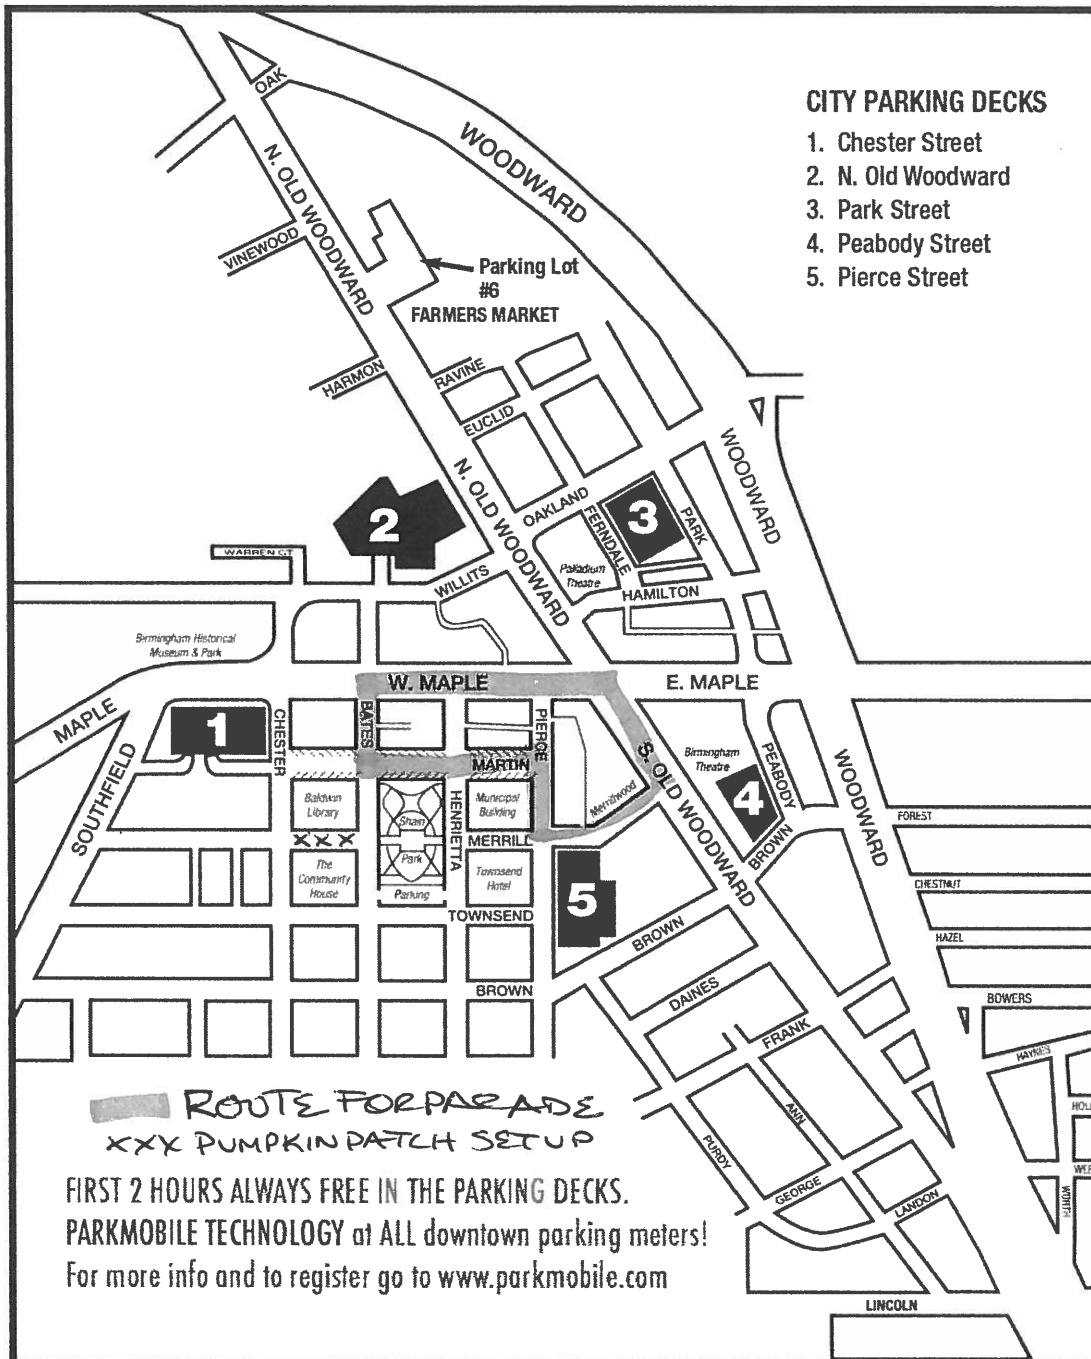 CITY PARKING DECKS
1. Chester Street
2. N. Old Woodward
3. Park Street
4. Peabody Street
5. Pierce Street
OAK
WOODWARD
N. OLD WOODWARD
VINEWOOD
Parking Lot
#6
FARMERS MARKET
HARMON
RAVINE
EUCLID
WOODWARD
N. OLD WOODWARD
OAKLAND
FERNDALE
3
PARK
2
WARREN CT
WILLITS
Palladium
Theatre
HAMILTON
Birmingham Historical
Museum & Park
W. MAPLE
E. MAPLE
MAPLE
1
CHESTER
BATES
PIERCE
MARTIN
SOUTHFIELD
S. OLD WOODWARD
Birmingham
Theatre
PEABODY
WOODWARD
4
Merrillwood
Baldwin
Library
Shain
Park
HENRIETTA
Municipal
Building
MERRILL
XXX
BROWN
FOREST
The
Community
House
Parking
Townsend
Hotel
5
CHESTNUT
TOWNSEND
BROWN
HAZEL
BROWN
DAINES
BOWERS
FRANK
HAYNES
ROUTE FOR PARADE
XXX PUMPKIN PATCH SETUP
ANN
HOL
PURDY
WEB
GEORGE
WORTH
LANDON
FIRST 2 HOURS ALWAYS FREE IN THE PARKING DECKS.
PARKMOBILE TECHNOLOGY at ALL downtown parking meters!
For more info and to register go to www.parkmobile.com
LINCOLN